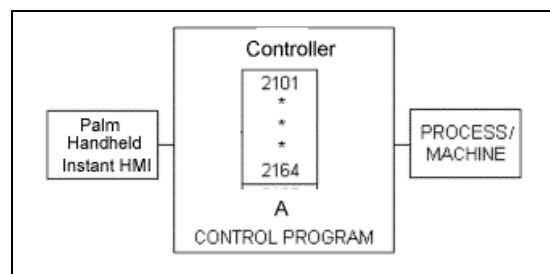 Controller
2101
*
*
*
2164
A
CONTROL PROGRAM
Palm
Handheld
Instant HMI
PROCESS/
MACHINE